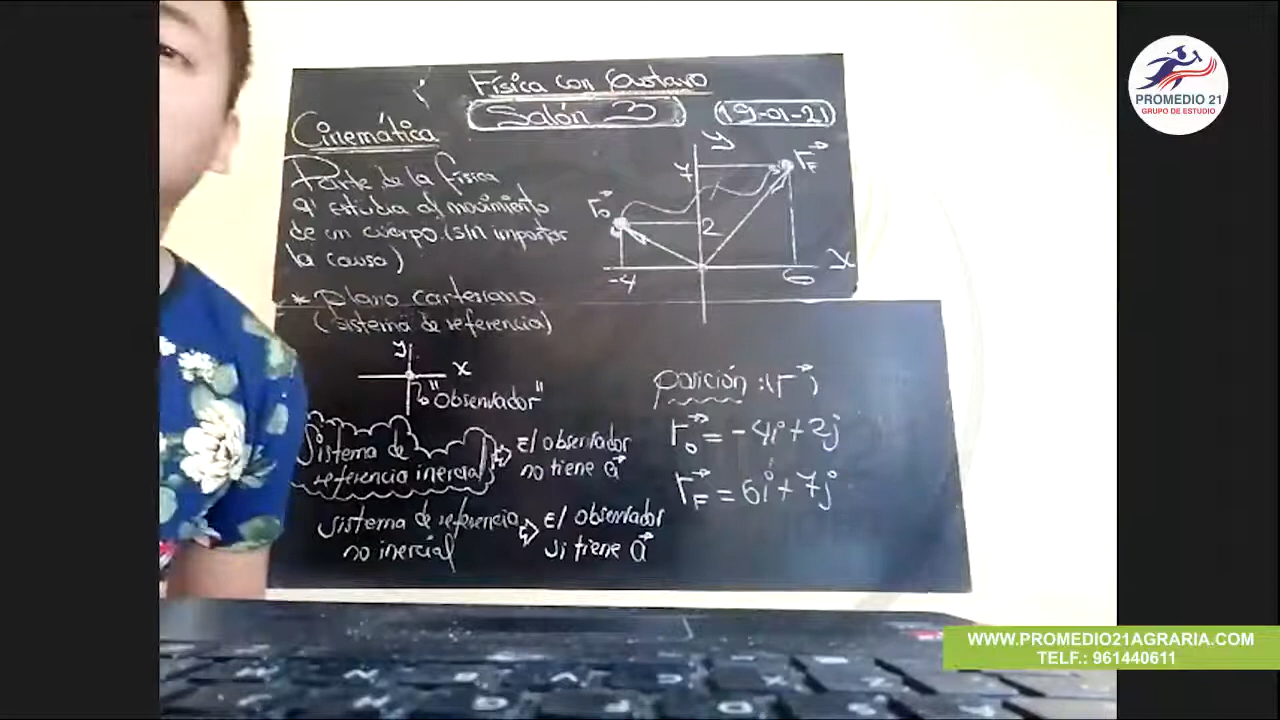 Física con Gustavo
Salón 3
(19-01-21)
Cinemática
Parte de la física
q' estudia al movimiento
de un cuerpo (sin importar
la causa)
* plano cartesiano
(sistema de referencia)
y
x
"Observador"
Sistema de
referencia inercial
El observador
no tiene a
sistema de referencia
no inercial
El observador
si tiene a
y
7
r⃗F
r⃗o
2
-4
6
x
posición : (r⃗)
r⃗o = -4i + 2j
r⃗F = 6i + 7j
PROMEDIO 21
GRUPO DE ESTUDIO
WWW.PROMEDIO21AGRARIA.COM
TELF.: 961440611